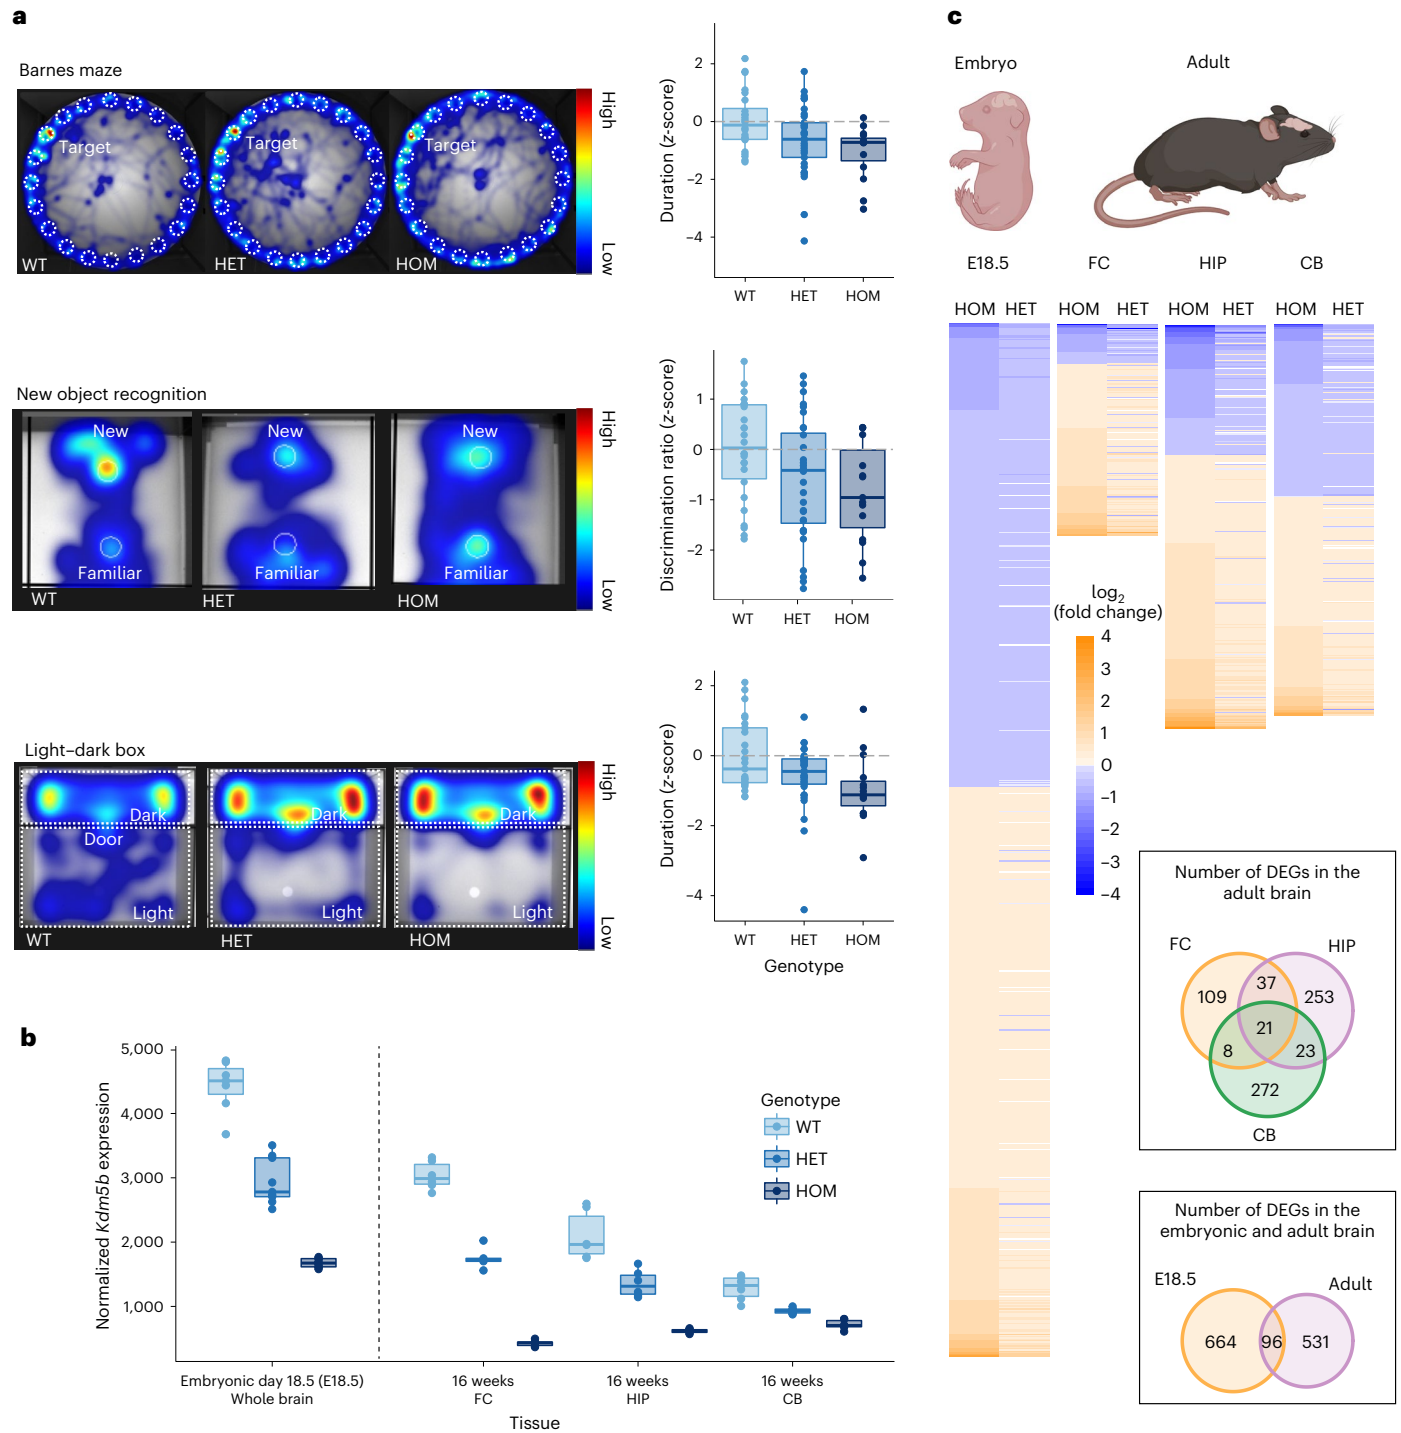 a
Barnes maze
Target
Target
Target
WT
HET
HOM
High
Low
Duration (z-score)
2
0
−2
−4
WT
HET
HOM
New object recognition
New
New
New
Familiar
Familiar
Familiar
WT
HET
HOM
High
Low
Discrimination ratio (z-score)
1
0
−1
−2
WT
HET
HOM
Light–dark box
Dark
Dark
Dark
Door
Light
Light
Light
WT
HET
HOM
High
Low
Duration (z-score)
2
0
−2
−4
WT
HET
HOM
Genotype
b
Normalized Kdm5b expression
5,000
4,000
3,000
2,000
1,000
Genotype
WT
HET
HOM
Embryonic day 18.5 (E18.5)
Whole brain
16 weeks
FC
16 weeks
HIP
16 weeks
CB
Tissue
c
Embryo
Adult
E18.5
FC
HIP
CB
HOM HET
HOM HET
HOM HET
HOM HET
log2
(fold change)
4
3
2
1
0
−1
−2
−3
−4
Number of DEGs in the
adult brain
FC
HIP
37
109
253
21
8
23
272
CB
Number of DEGs in the
embryonic and adult brain
E18.5
Adult
664
96
531